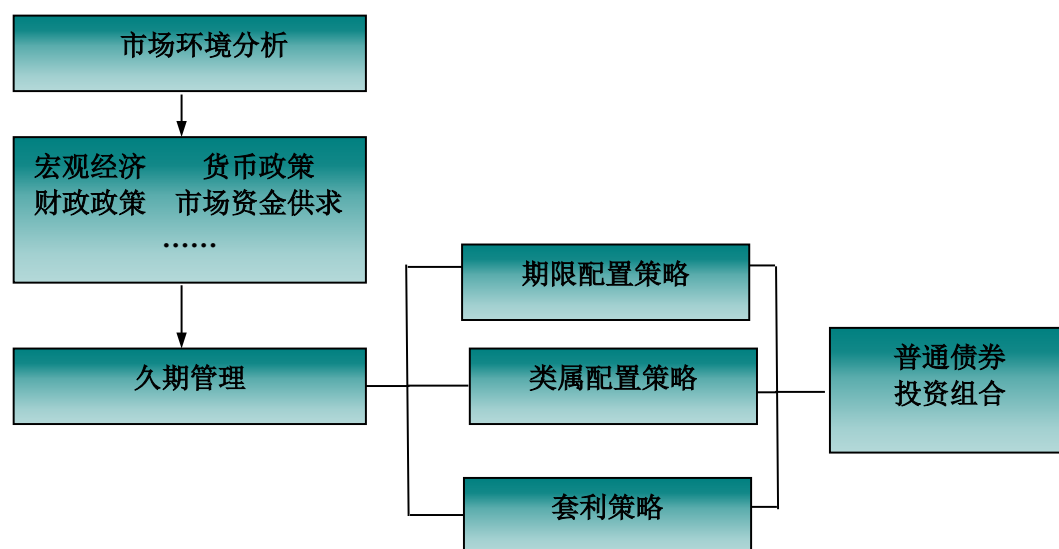 市场环境分析
宏观经济 货币政策
财政政策 市场资金供求
……
期限配置策略
久期管理
类属配置策略
普通债券
投资组合
套利策略